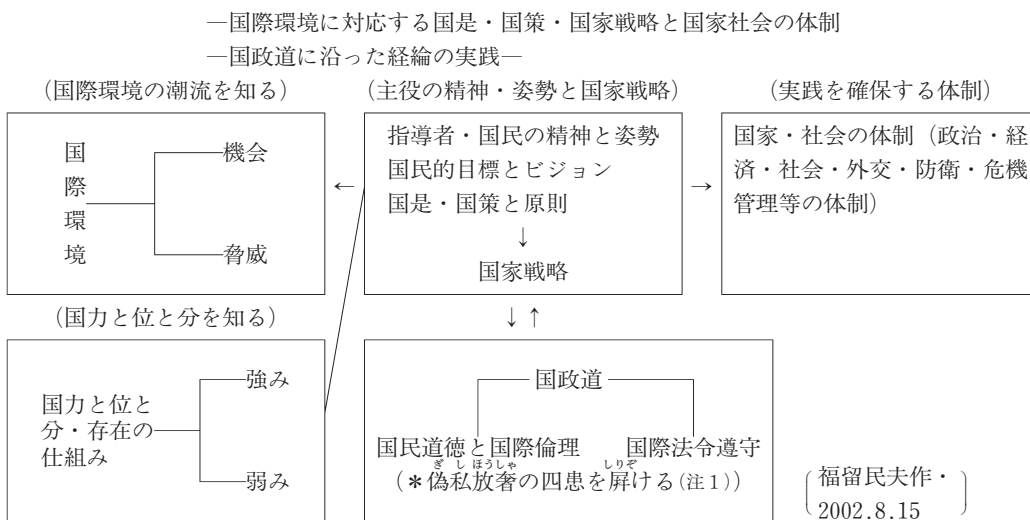 —国際環境に対応する国是・国策・国家戦略と国家社会の体制
—国政道に沿った経綸の実践—
(国際環境の潮流を知る)
国際環境
機会
脅威
(主役の精神・姿勢と国家戦略)
指導者・国民の精神と姿勢
国民的目標とビジョン
国是・国策と原則
↓
国家戦略
(実践を確保する体制)
国家・社会の体制(政治・経
済・社会・外交・防衛・危機
管理等の体制)
←
→
(国力と位と分を知る)
国力と位と
分・存在の
仕組み
強み
弱み
↓↑
国政道
国民道徳と国際倫理
国際法令遵守
(*偽私放奢の四患を屏ける(注1))
ぎしほうしゃ
しりぞ
福留民夫作・
2002.8.15